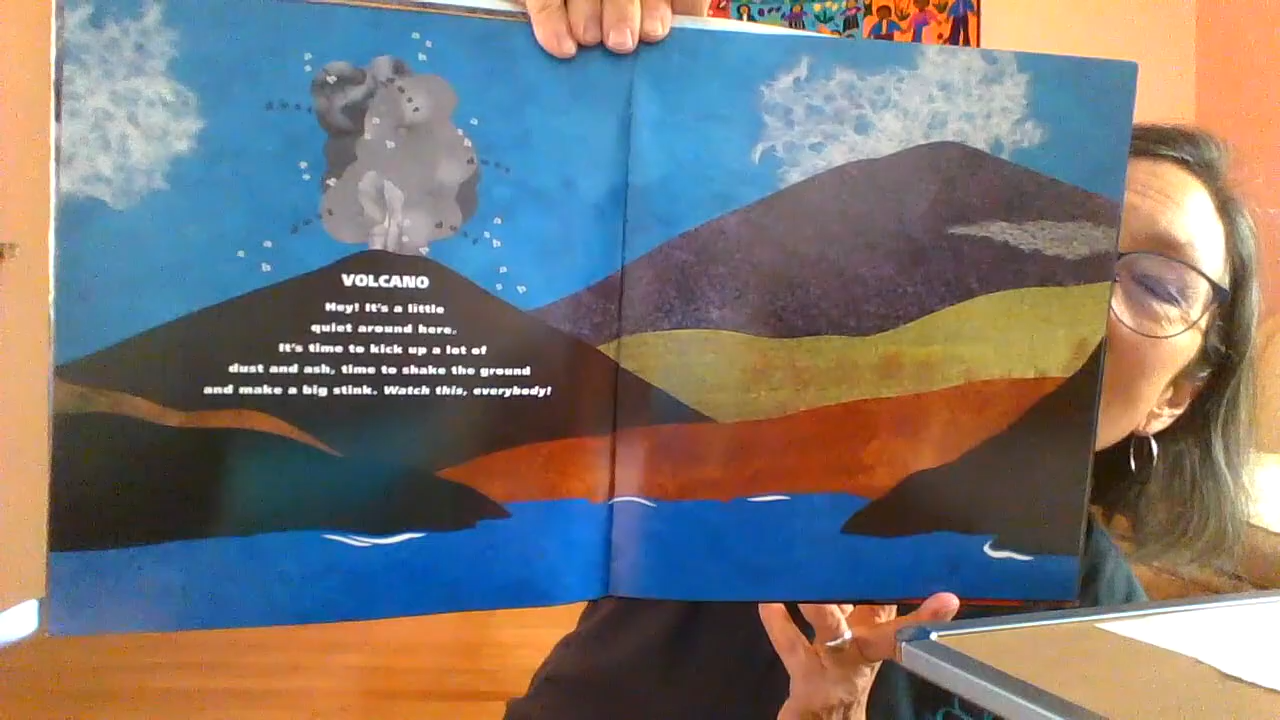 VOLCANO
Hey! It's a little
quiet around here.
It's time to kick up a lot of
dust and ash, time to shake the ground
and make a big stink. Watch this, everybody!